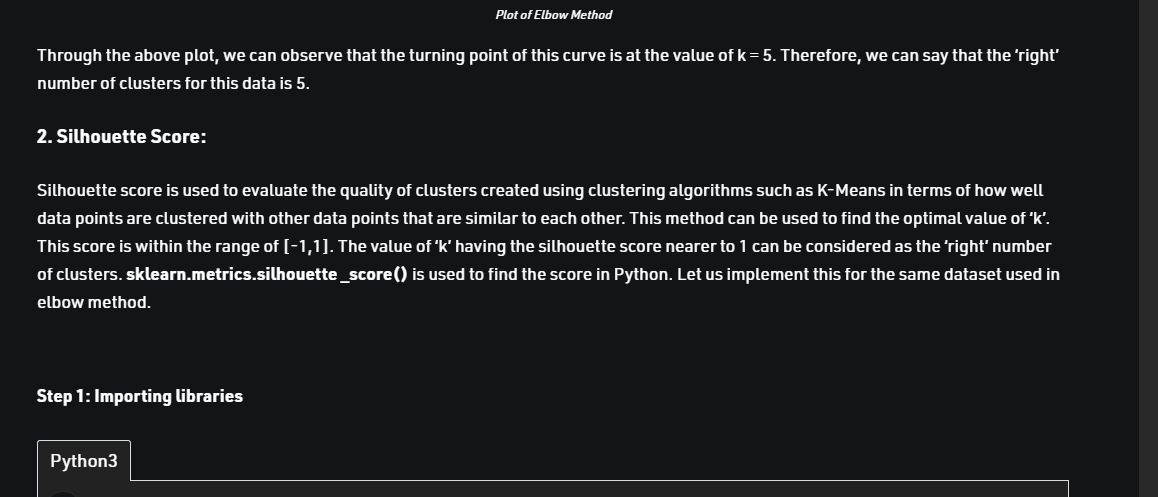 Plot of Elbow Method
Through the above plot, we can observe that the turning point of this curve is at the value of k = 5. Therefore, we can say that the ‘right’
number of clusters for this data is 5.
2. Silhouette Score:
Silhouette score is used to evaluate the quality of clusters created using clustering algorithms such as K-Means in terms of how well
data points are clustered with other data points that are similar to each other. This method can be used to find the optimal value of ‘k’.
This score is within the range of [-1,1]. The value of ‘k’ having the silhouette score nearer to 1 can be considered as the ‘right’ number
of clusters. sklearn.metrics.silhouette_score() is used to find the score in Python. Let us implement this for the same dataset used in
elbow method.
Step 1: Importing libraries
Python3